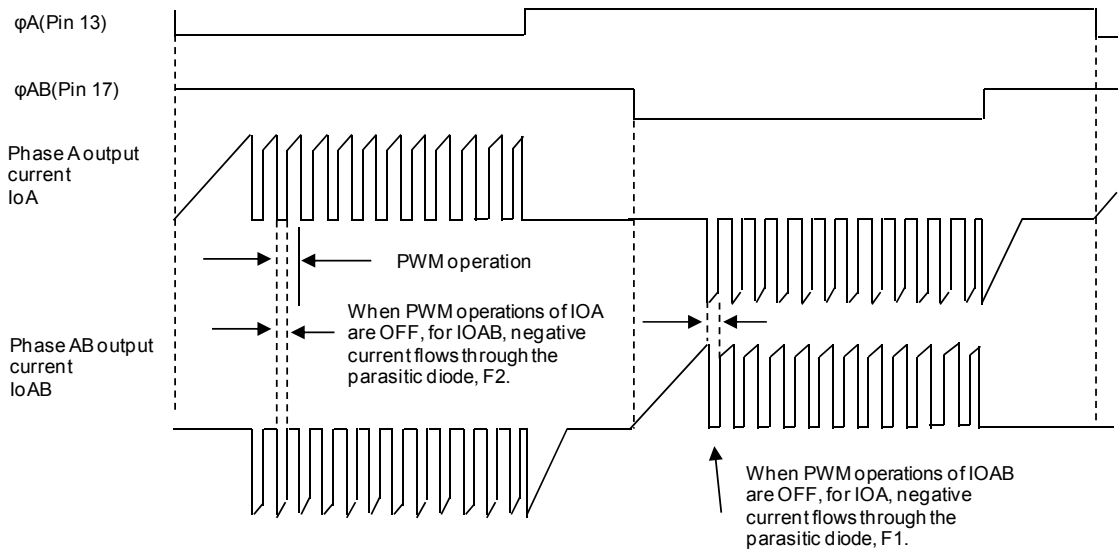 φA(Pin 13)
φAB(Pin 17)
Phase A output
current
IoA
PWM operation
When PWM operations of IOA
are OFF, for IOAB, negative
current flows through the
parasitic diode, F2.
Phase AB output
current
IoAB
When PWM operations of IOAB
are OFF, for IOA, negative
current flows through the
parasitic diode, F1.